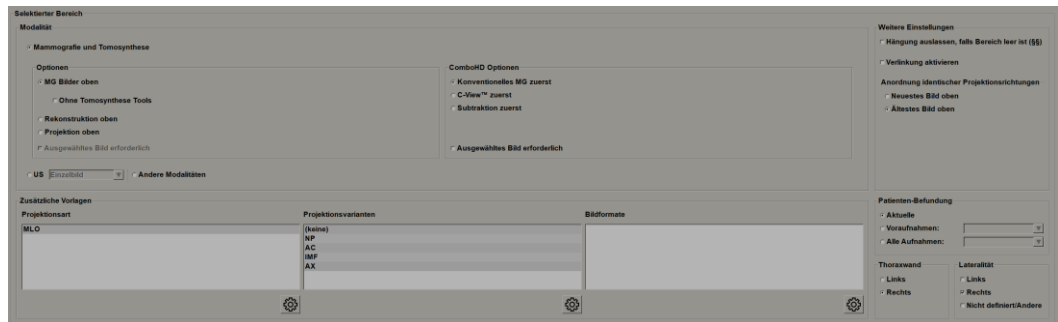 Selektierter Bereich
Modalität
Mammografie und Tomosynthese
Optionen
MG Bilder oben
Ohne Tomosynthese Tools
Rekonstruktion oben
Projektion oben
Ausgewähltes Bild erforderlich
ComboHD Optionen
Konventionelles MG zuerst
C-View™ zuerst
Subtraktion zuerst
Ausgewähltes Bild erforderlich
US Einzelbild Andere Modalitäten
Weitere Einstellungen
Hängung auslassen, falls Bereich leer ist (§§)
Verlinkung aktivieren
Anordnung identischer Projektionsrichtungen
Neuestes Bild oben
Ältestes Bild oben
Zusätzliche Vorlagen
Projektionsart
MLO
Projektionsvarianten
(keine)
NP
AC
IMF
AX
Bildformate
Patienten-Befundung
Aktuelle
Voraufnahmen:
Alle Aufnahmen:
Thoraxwand
Links
Rechts
Lateralität
Links
Rechts
Nicht definiert/Andere